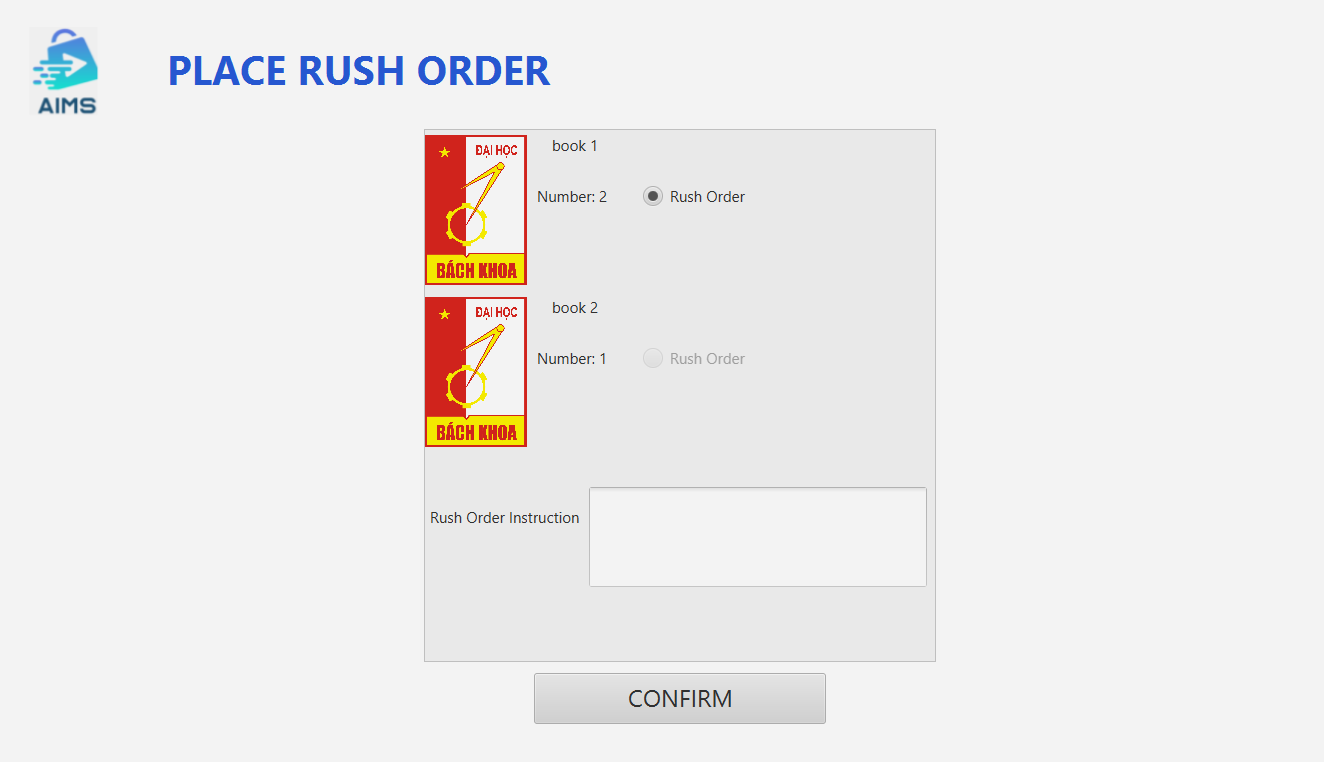 AIMS
PLACE RUSH ORDER
ĐẠI HỌC
BÁCH KHOA
book 1
Number: 2
Rush Order
ĐẠI HỌC
BÁCH KHOA
book 2
Number: 1
Rush Order
Rush Order Instruction
CONFIRM